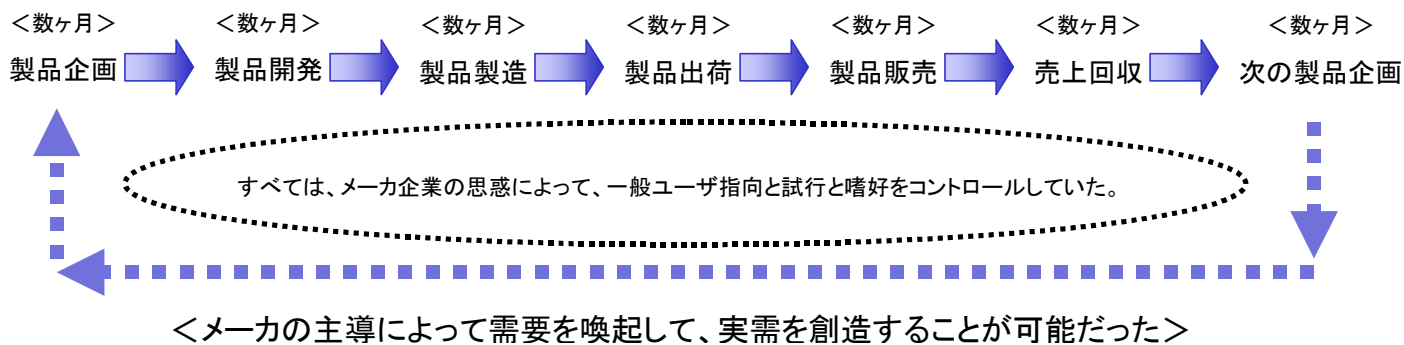 ＜数ヶ月＞ ＜数ヶ月＞ ＜数ヶ月＞ ＜数ヶ月＞ ＜数ヶ月＞ ＜数ヶ月＞ ＜数ヶ月＞
製品企画 製品開発 製品製造 製品出荷 製品販売 売上回収 次の製品企画
すべては、メーカ企業の思惑によって、一般ユーザ指向と試行と嗜好をコントロールしていた。
＜メーカの主導によって需要を喚起して、実需を創造することが可能だった＞